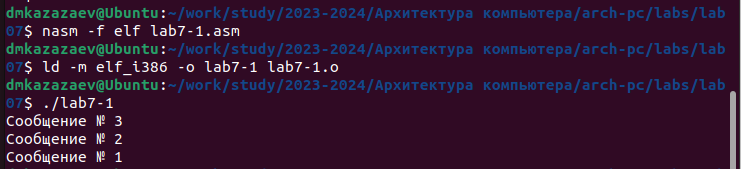 dmkazazaev@Ubuntu:~/work/study/2023-2024/Архитектура компьютера/arch-pc/labs/lab
07$ nasm -f elf lab7-1.asm
dmkazazaev@Ubuntu:~/work/study/2023-2024/Архитектура компьютера/arch-pc/labs/lab
07$ ld -m elf_i386 -o lab7-1 lab7-1.o
dmkazazaev@Ubuntu:~/work/study/2023-2024/Архитектура компьютера/arch-pc/labs/lab
07$ ./lab7-1
Сообщение № 3
Сообщение № 2
Сообщение № 1